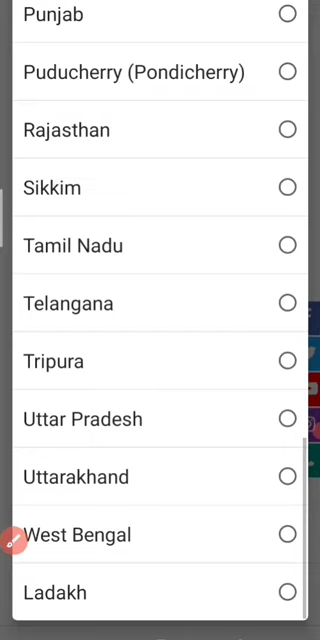 Punjab
Puducherry (Pondicherry)
Rajasthan
Sikkim
Tamil Nadu
Telangana
Tripura
Uttar Pradesh
Uttarakhand
West Bengal
Ladakh